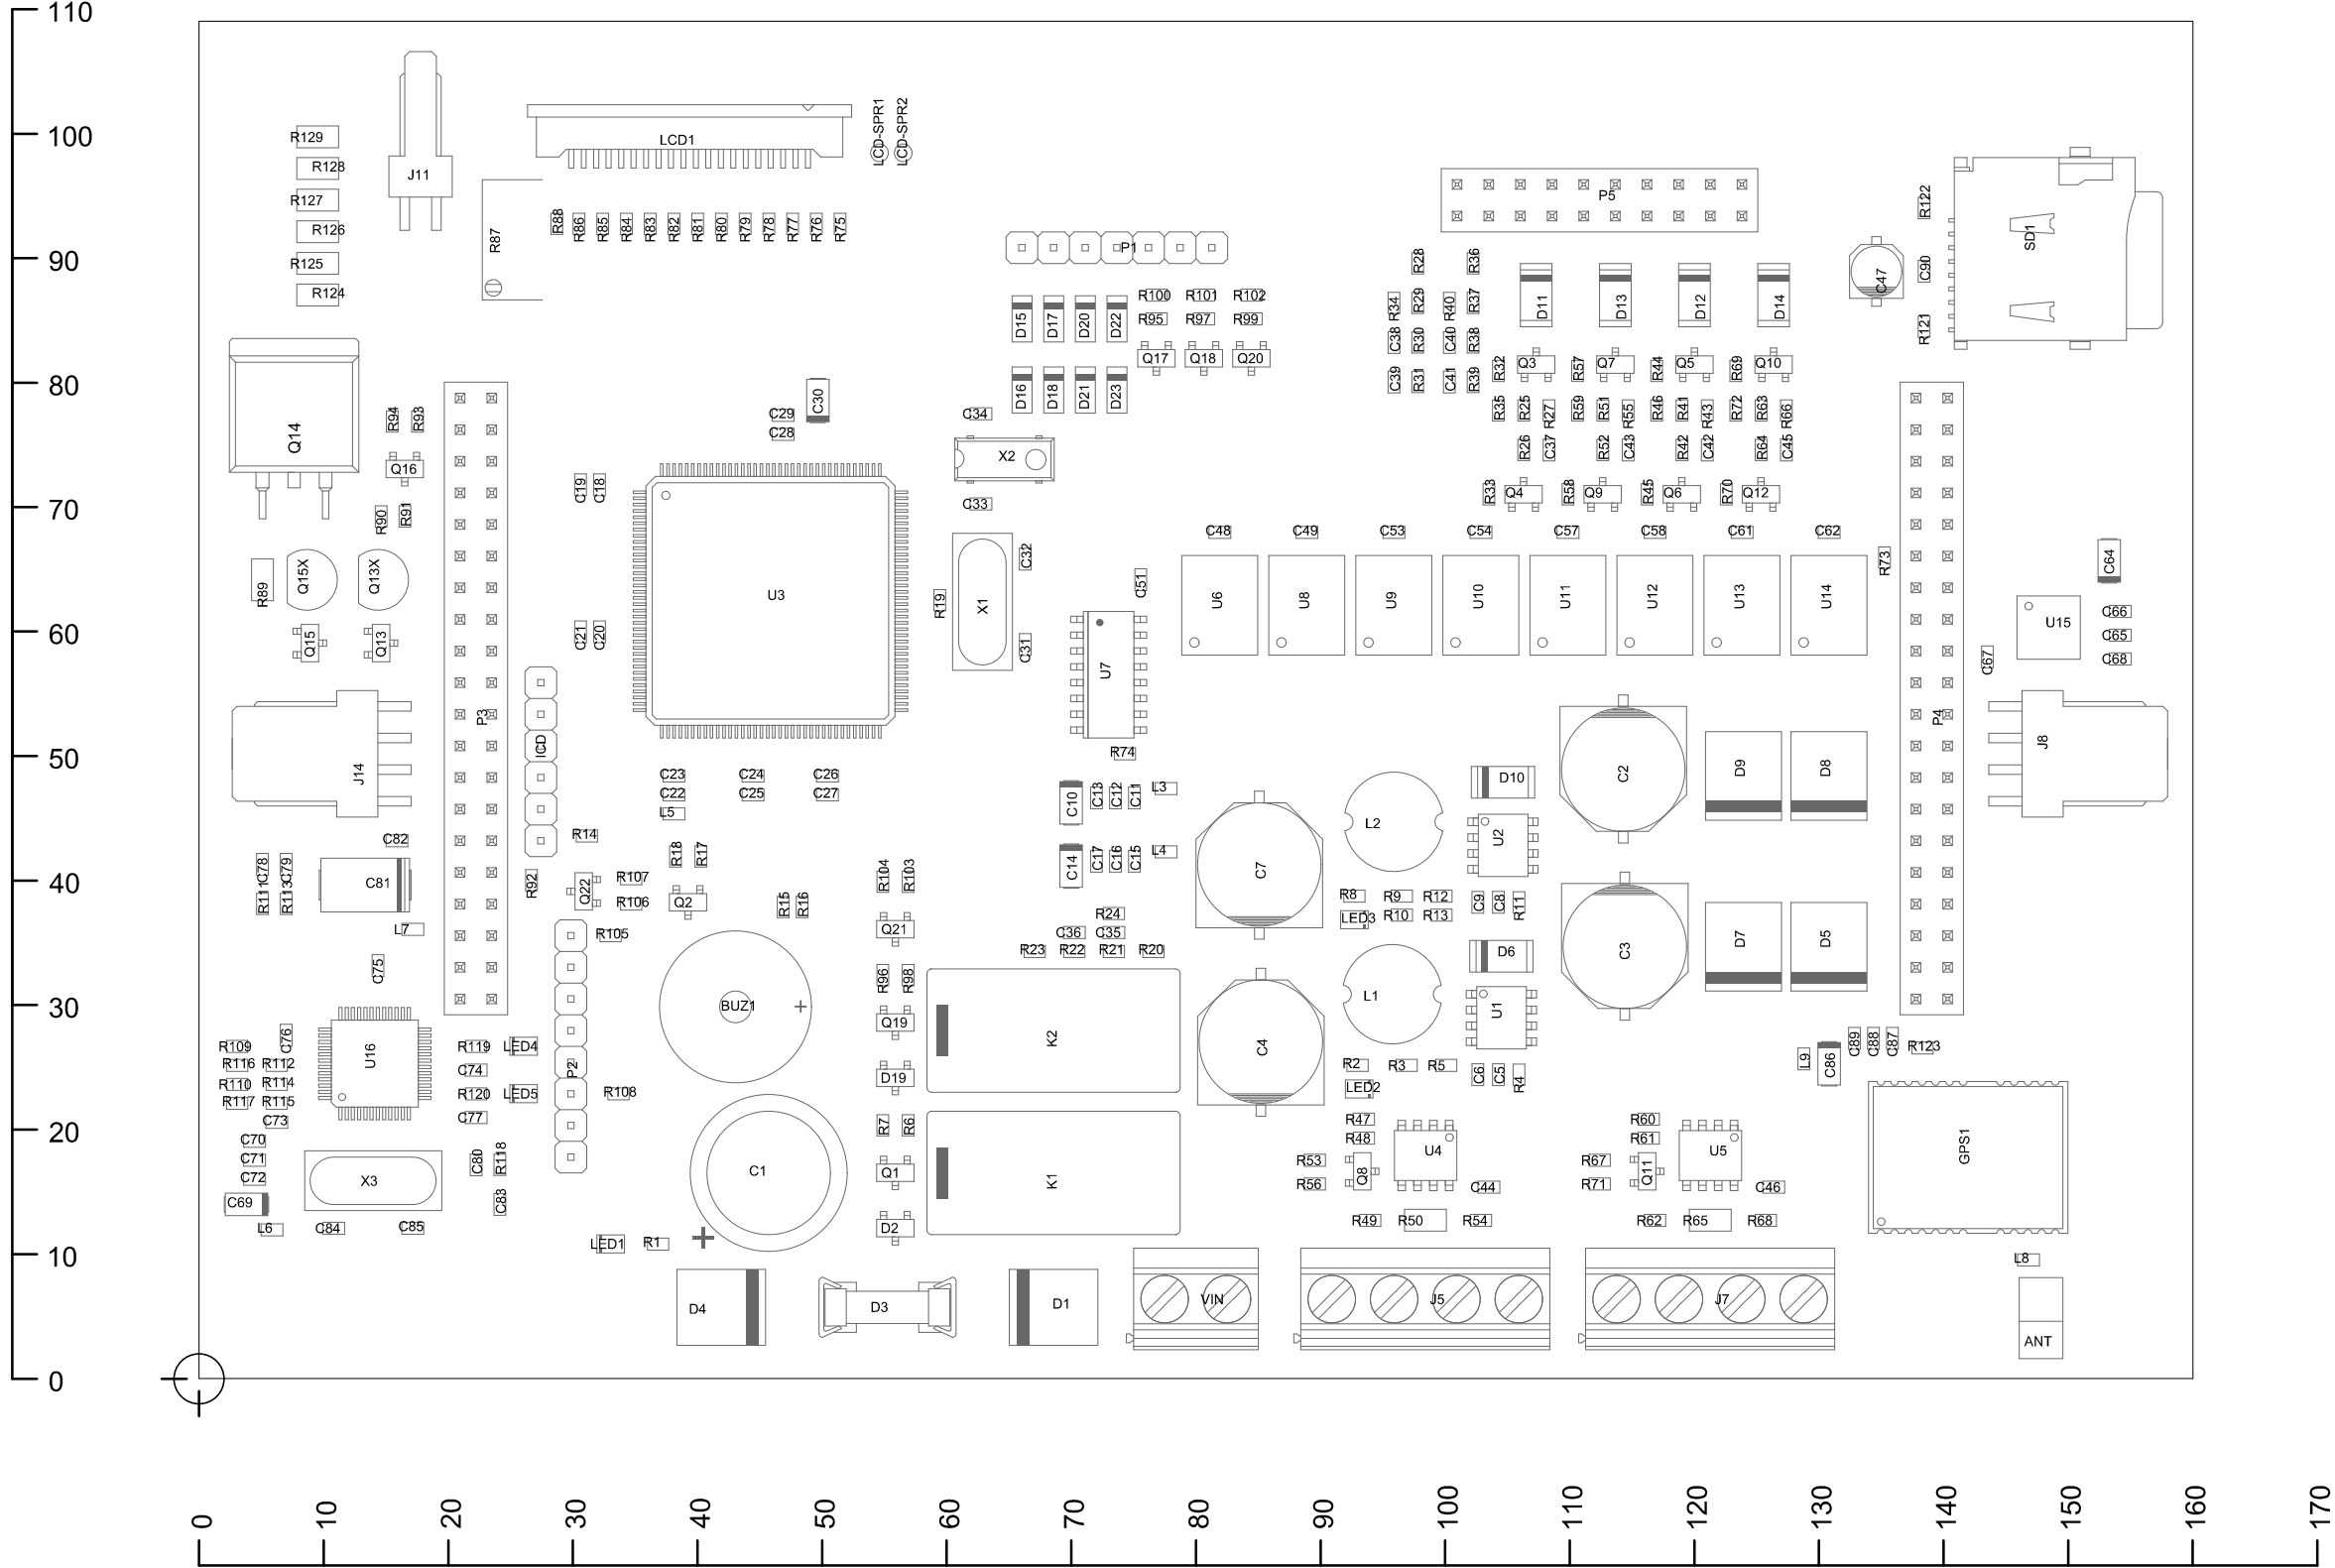 110
100
90
80
70
60
50
40
30
20
10
0
LCD-SPR1
LCD-SPR2
R129
R128
R127
R126
R125
R124
J11
LCD1
R87
R88
R86
R85
R84
R83
R82
R81
R80
R79
R78
R77
R76
R75
P5
P1
R122
C90
R121
C47
SD1
R28
R36
R34
R29
R40
R37
C38
R30
C40
R38
C39
R31
C41
R39
D11
D13
D12
D14
R100
R101
R102
R95
R97
R99
D15
D17
D20
D22
Q17
Q18
Q20
D16
D18
D21
D23
R32
Q3
R57
Q7
R44
Q5
R69
Q10
R35
R25
R27
R59
R51
R55
R46
R41
R43
R72
R63
R66
R26
C37
R52
C43
R42
C42
R64
C45
R33
Q4
R58
Q9
R45
Q6
R70
Q12
Q14
R94
R93
Q16
R90
R91
C29
C28
C30
C34
X2
C33
C19
C18
U3
C21
C20
R19
X1
C32
C31
C51
U7
R74
C48
C49
C53
C54
C57
C58
C61
C62
R73
U6
U8
U9
U10
U11
U12
U13
U14
C64
C66
C65
C68
U15
C67
R89
Q15X
Q13X
Q15
Q13
J14
P3
ICD
P4
J8
C23
C24
C26
C22
C25
C27
L5
R14
R18
R17
C10
C13
C12
C11
L3
C14
C17
C16
C15
L4
C7
L2
D10
U2
C2
D9
D8
C82
C78
C79
R111
R113
C81
L7
C75
R92
Q22
R107
R106
R105
Q2
R15
R16
R104
R103
Q21
R24
C36
C35
R23
R22
R21
R20
R8
R9
R12
LED3
R10
R13
C9
C8
R11
D6
C3
D7
D5
L1
U1
BUZ1
+
R96
R98
Q19
D19
K2
C4
R109
C76
R116
R112
R110
R114
R117
R115
C73
U16
R119
LED4
C74
R120
LED5
C77
P2
R108
R2
R3
R5
LED2
C6
C5
R4
C89
C88
C87
R123
L9
C86
C70
C71
C72
C69
L6
X3
C84
C85
C80
R118
C83
C1
R7
R6
Q1
D2
K1
R47
R48
R53
R56
Q8
U4
C44
R49
R50
R54
R60
R61
R67
R71
Q11
U5
C46
R62
R65
R68
GPS1
L8
LED1
R1
+
D4
D3
D1
VIN
J5
J7
ANT
0
10
20
30
40
50
60
70
80
90
100
110
120
130
140
150
160
170